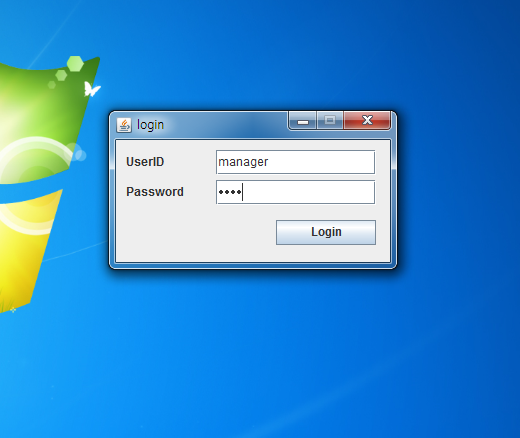 login
UserID
manager
Password
••••
Login